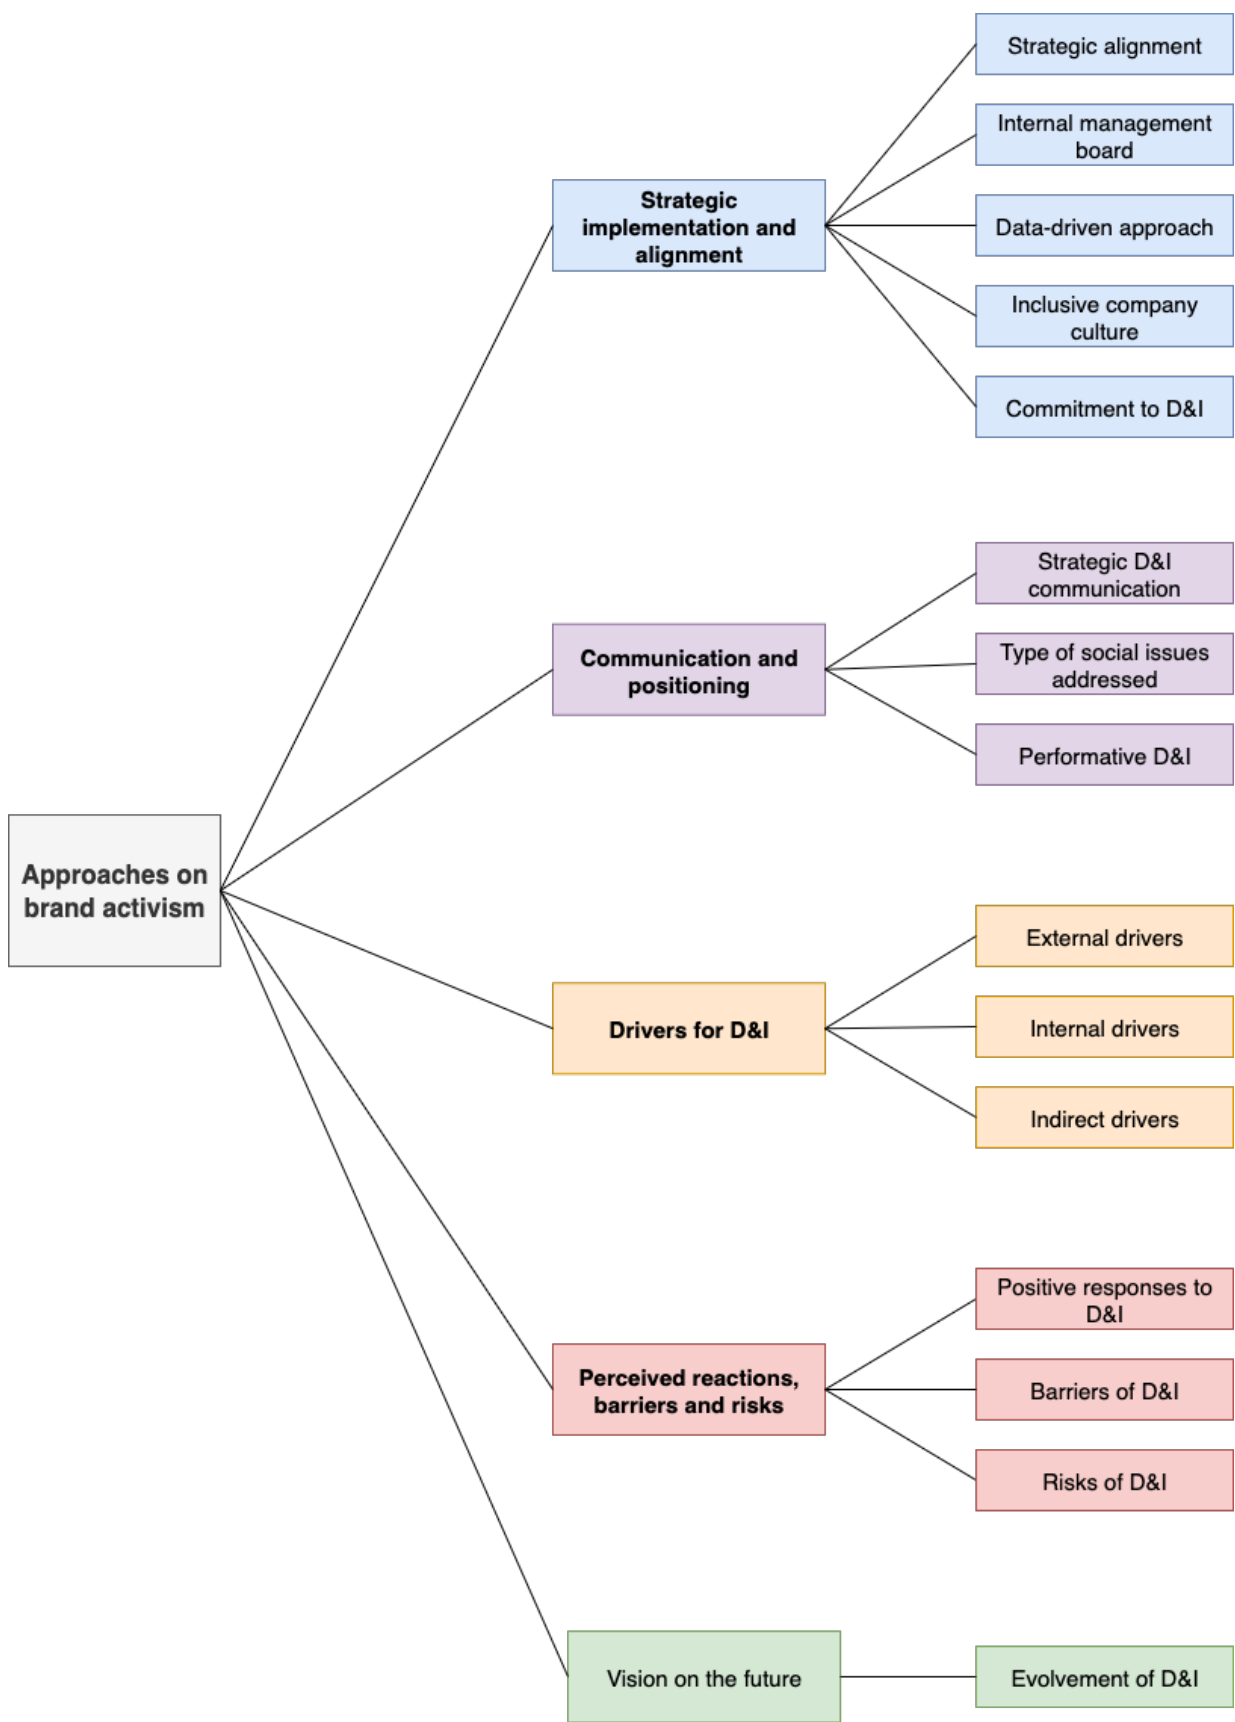 Approaches on
brand activism
Strategic
implementation and
alignment
Strategic alignment
Internal management
board
Data-driven approach
Inclusive company
culture
Commitment to D&I
Communication and
positioning
Strategic D&I
communication
Type of social issues
addressed
Performative D&I
Drivers for D&I
External drivers
Internal drivers
Indirect drivers
Perceived reactions,
barriers and risks
Positive responses to
D&I
Barriers of D&I
Risks of D&I
Vision on the future
Evolvement of D&I